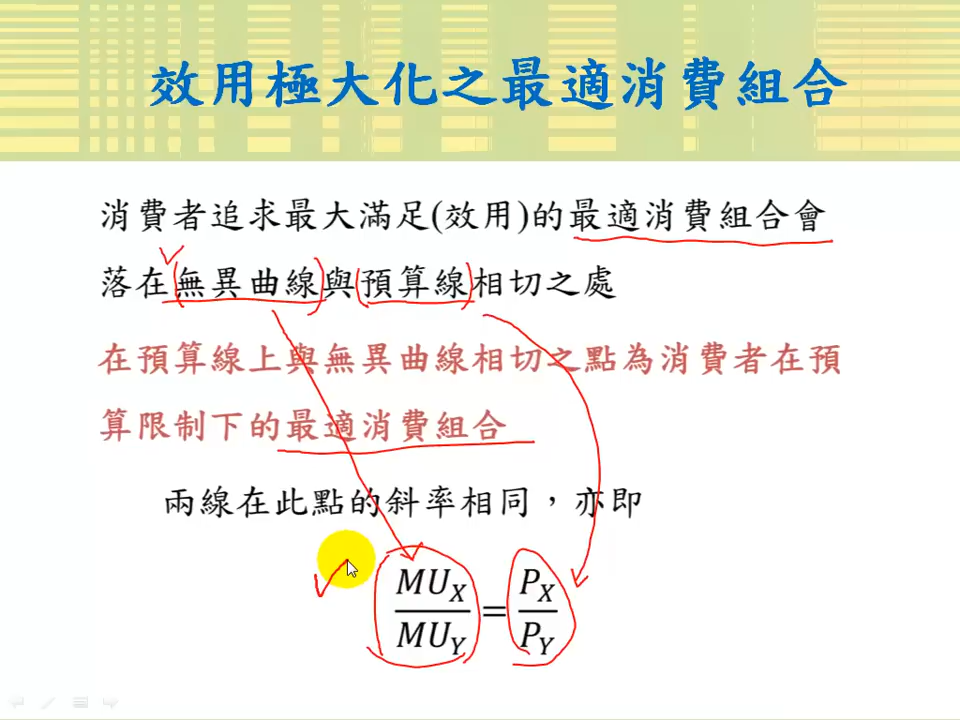 效用極大化之最適消費組合
消費者追求最大滿足(效用)的最適消費組合會
落在無異曲線與預算線相切之處
在預算線上與無異曲線相切之點為消費者在預
算限制下的最適消費組合
兩線在此點的斜率相同，亦即
MU_X / MU_Y = P_X / P_Y